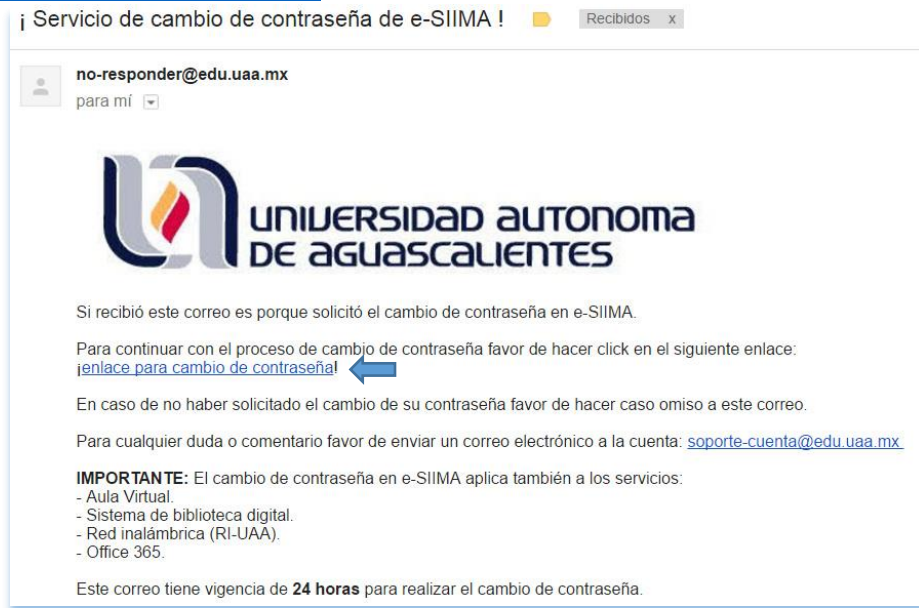 ¡ Servicio de cambio de contraseña de e-SIIMA !
Recibidos x
no-responder@edu.uaa.mx
para mí
UNIVERSIDAD AUTONOMA
DE AGUASCALIENTES
Si recibió este correo es porque solicitó el cambio de contraseña en e-SIIMA.
Para continuar con el proceso de cambio de contraseña favor de hacer click en el siguiente enlace:
¡enlace para cambio de contraseña!
En caso de no haber solicitado el cambio de su contraseña favor de hacer caso omiso a este correo.
Para cualquier duda o comentario favor de enviar un correo electrónico a la cuenta: soporte-cuenta@edu.uaa.mx
IMPORTANTE: El cambio de contraseña en e-SIIMA aplica también a los servicios:
- Aula Virtual.
- Sistema de biblioteca digital.
- Red inalámbrica (RI-UAA).
- Office 365.
Este correo tiene vigencia de 24 horas para realizar el cambio de contraseña.